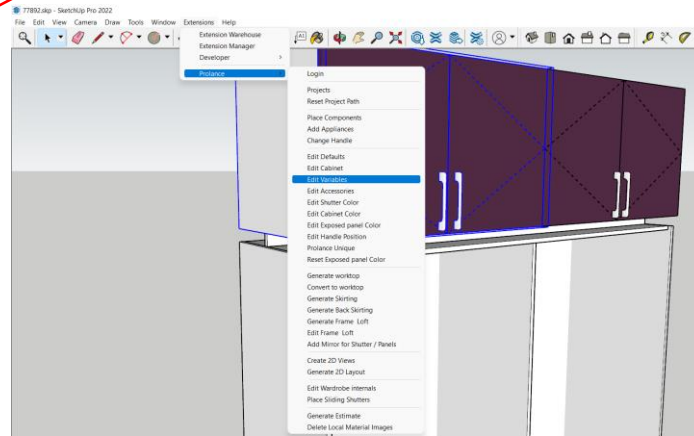 77892.skp - SketchUp Pro 2022
File Edit View Camera Draw Tools Window Extensions Help
Extension Warehouse
Extension Manager
Developer
Prolance
Login
Projects
Reset Project Path
Place Components
Add Appliances
Change Handle
Edit Defaults
Edit Cabinet
Edit Variables
Edit Accessories
Edit Shutter Color
Edit Cabinet Color
Edit Exposed panel Color
Edit Handle Position
Prolance Unique
Reset Exposed panel Color
Generate worktop
Convert to worktop
Generate Skirting
Generate Back Skirting
Generate Frame Loft
Edit Frame Loft
Add Mirror for Shutter / Panels
Create 2D Views
Generate 2D Layout
Edit Wardrobe internals
Place Sliding Shutters
Generate Estimate
Delete Local Material Images